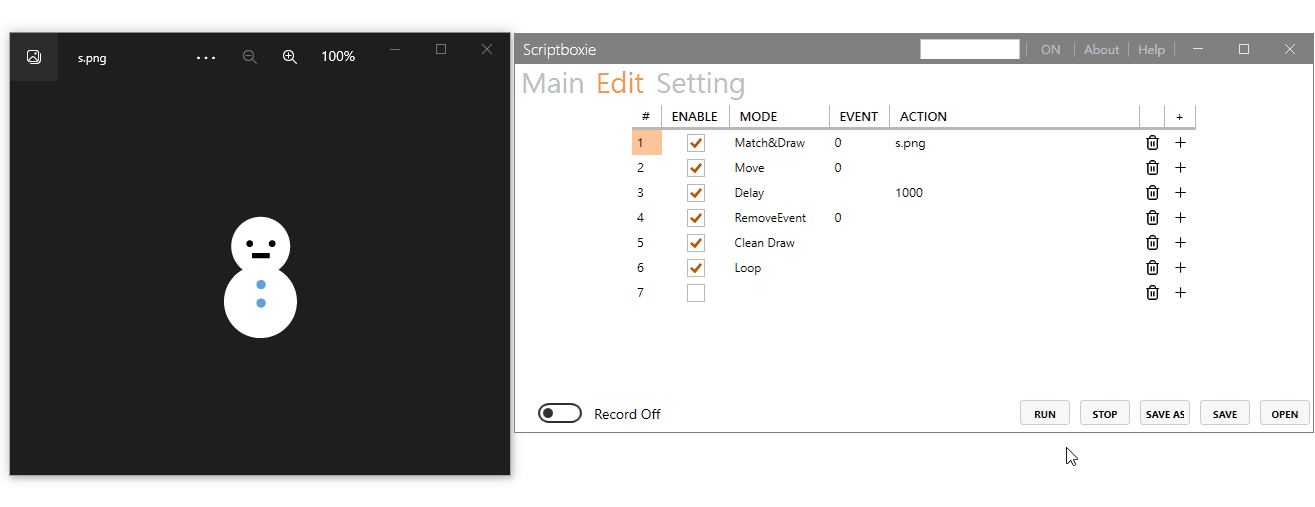 s.png ... 100%
Scriptboxie ON About Help
Main Edit Setting
# ENABLE MODE EVENT ACTION +
1 Match&Draw 0 s.png +
2 Move 0 +
3 Delay 1000 +
4 RemoveEvent 0 +
5 Clean Draw +
6 Loop +
7 +
Record Off RUN STOP SAVE AS SAVE OPEN